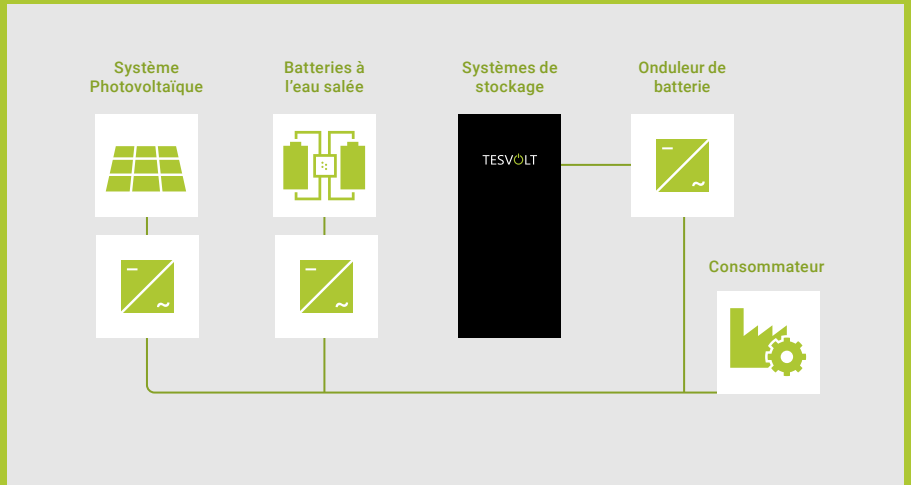 Système
Photovoltaïque
Batteries à
l'eau salée
Systèmes de
stockage
Onduleur de
batterie
TESVOLT
Consommateur